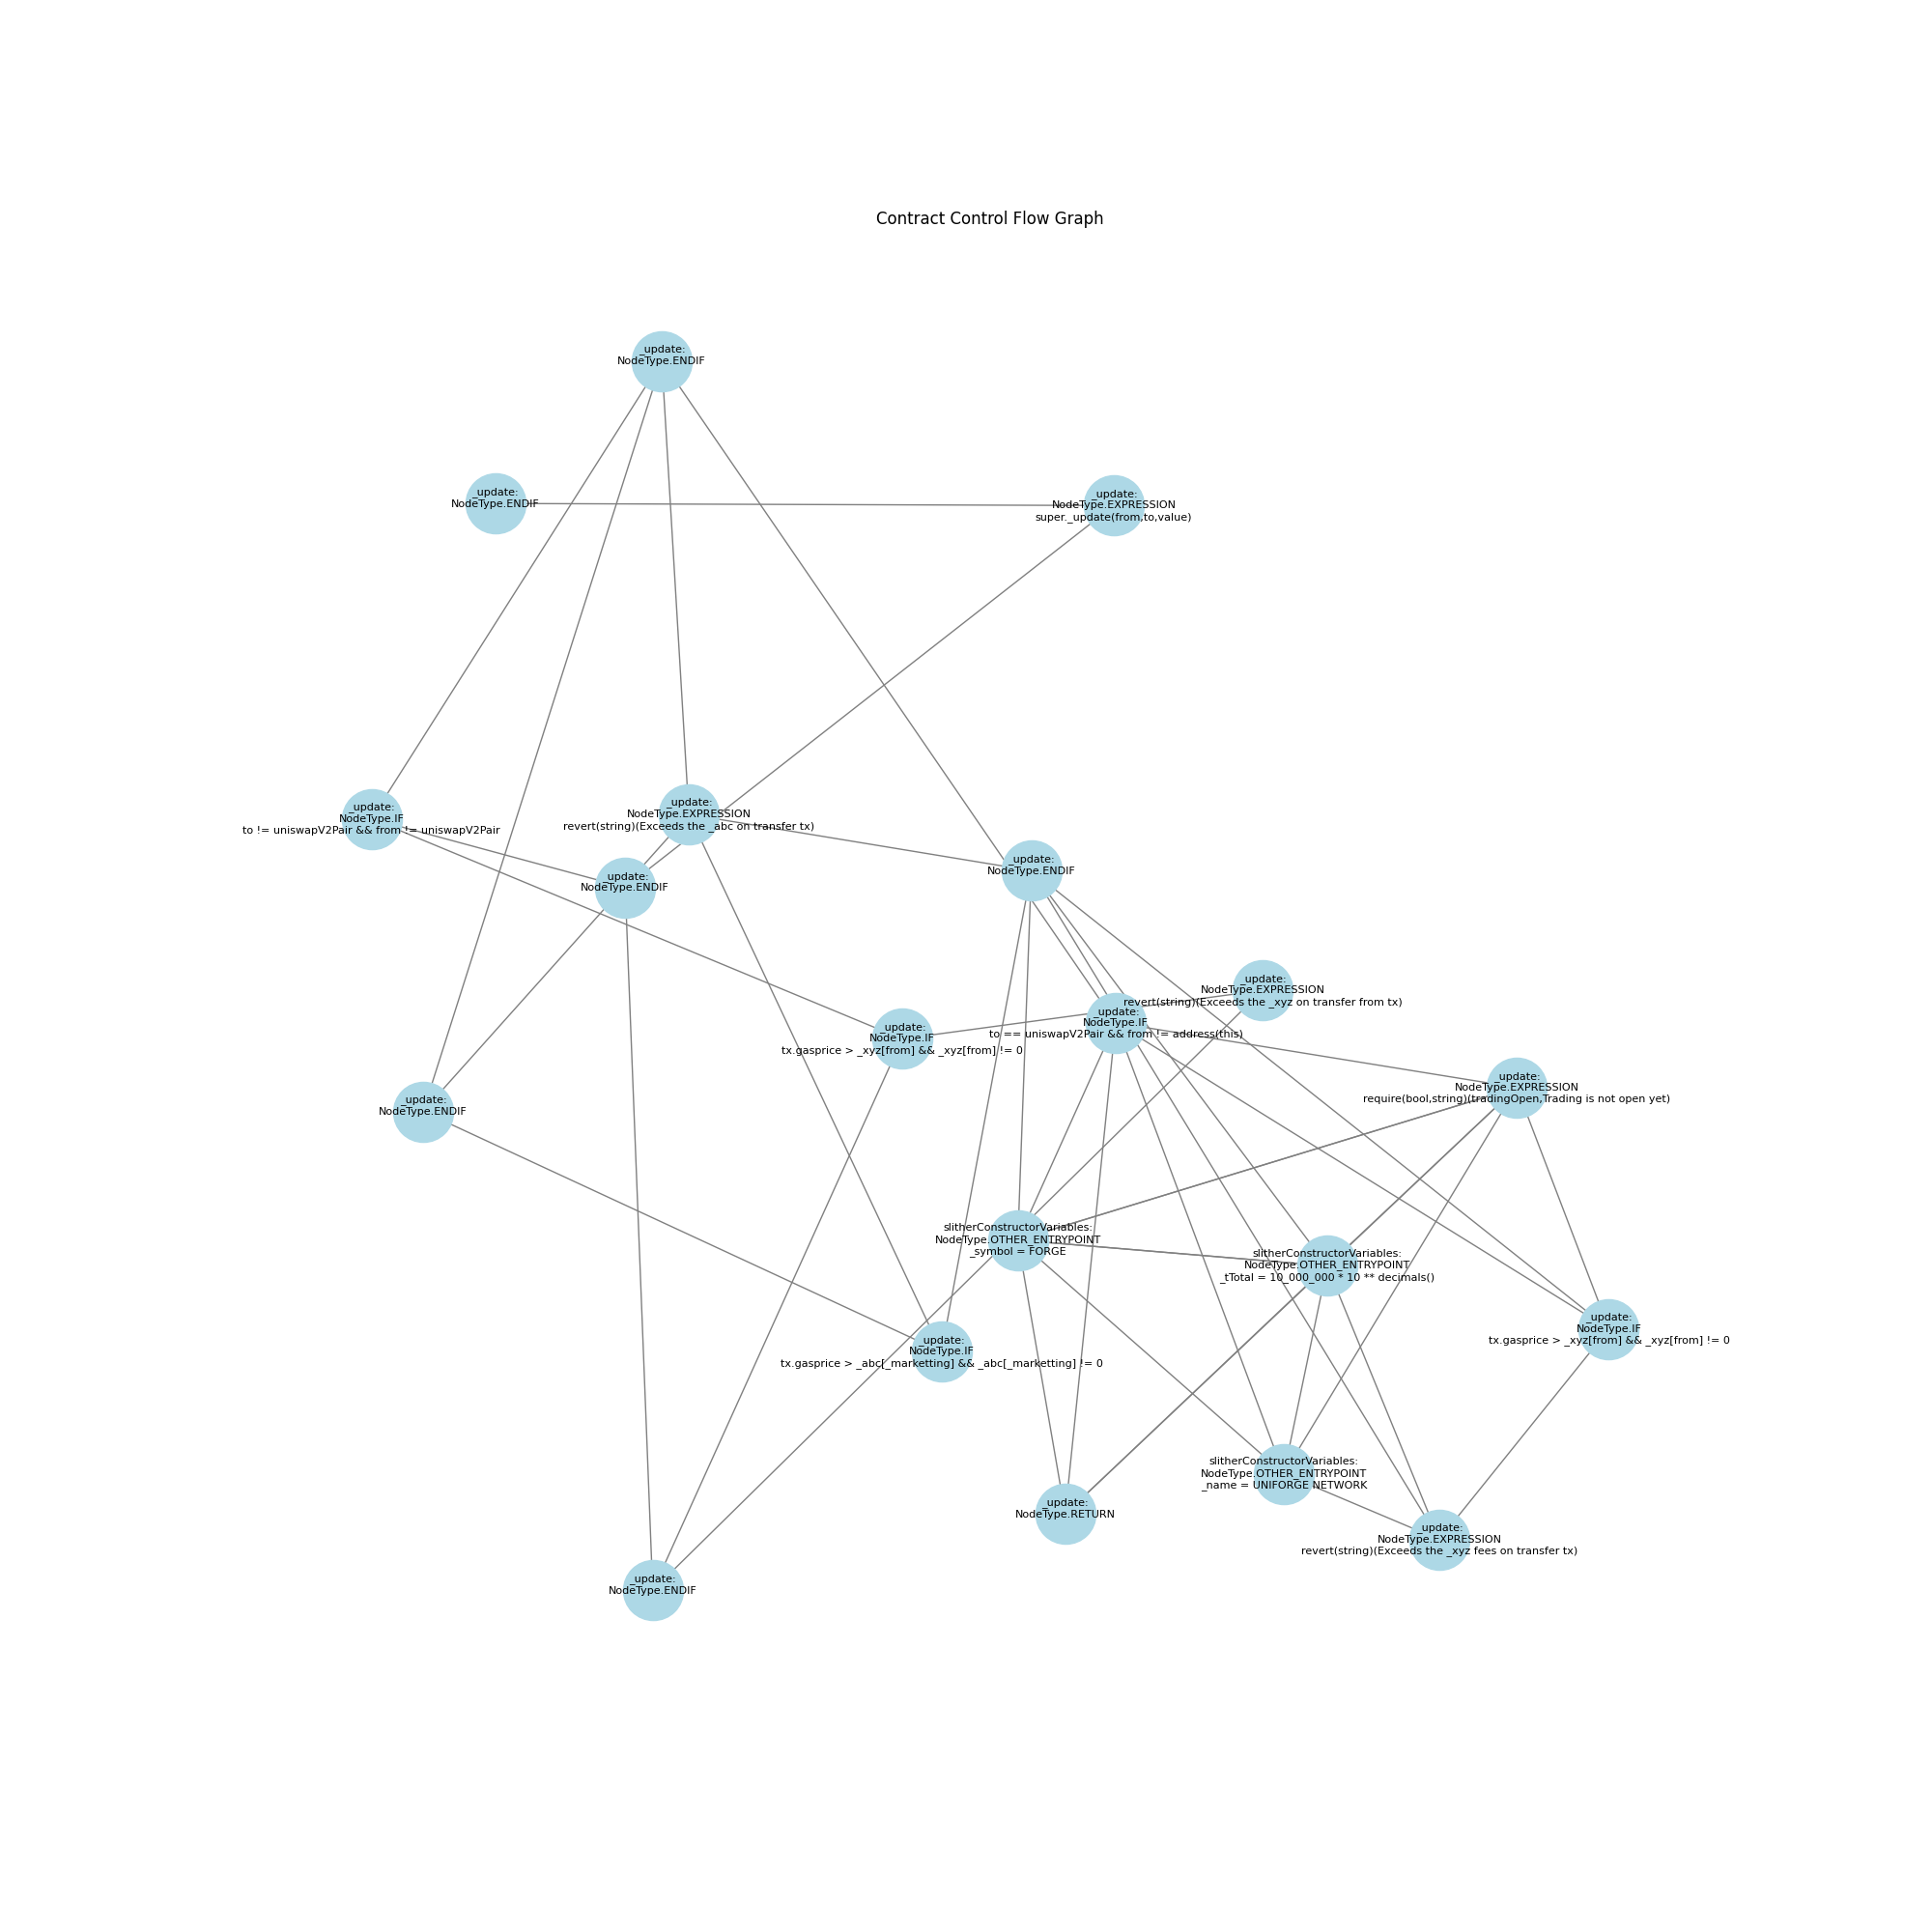 Contract Control Flow Graph
_update:
NodeType.ENDIF
_update:
NodeType.ENDIF
_update:
NodeType.EXPRESSION
super._update(from,to,value)
_update:
NodeType.IF
to != uniswapV2Pair && from != uniswapV2Pair
_update:
NodeType.EXPRESSION
revert(string)(Exceeds the _abc on transfer tx)
_update:
NodeType.ENDIF
_update:
NodeType.ENDIF
_update:
NodeType.EXPRESSION
revert(string)(Exceeds the _xyz on transfer from tx)
_update:
NodeType.IF
to == uniswapV2Pair && from != address(this)
_update:
NodeType.IF
tx.gasprice > _xyz[from] && _xyz[from] != 0
_update:
NodeType.EXPRESSION
require(bool,string)(tradingOpen,Trading is not open yet)
_update:
NodeType.ENDIF
slitherConstructorVariables:
NodeType.OTHER_ENTRYPOINT
_symbol = FORGE
slitherConstructorVariables:
NodeType.OTHER_ENTRYPOINT
_tTotal = 10_000_000 * 10 ** decimals()
_update:
NodeType.IF
tx.gasprice > _xyz[from] && _xyz[from] != 0
_update:
NodeType.IF
tx.gasprice > _abc[_marketting] && _abc[_marketting] != 0
slitherConstructorVariables:
NodeType.OTHER_ENTRYPOINT
_name = UNIFORGE NETWORK
_update:
NodeType.RETURN
_update:
NodeType.EXPRESSION
revert(string)(Exceeds the _xyz fees on transfer tx)
_update:
NodeType.ENDIF